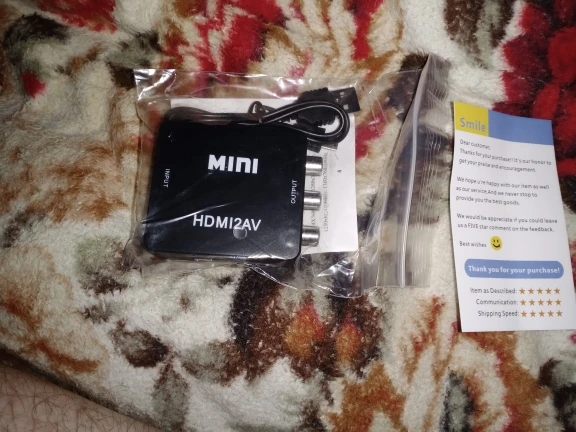 MINI
INPUT
OUTPUT
HDMI2AV
Smile
Dear customer,
Thanks for your purchase! It is our honor to
get your praise and encouragement.
We hope you're happy with our item as well
as our service. And we never stop to
provide you the best goods.
We would be appreciate if you could leave
us a FIVE star comment on the feedback.
Best wishes
Thank you for your purchase!
Item as Described: ★★★★★
Communication: ★★★★★
Shipping Speed: ★★★★★